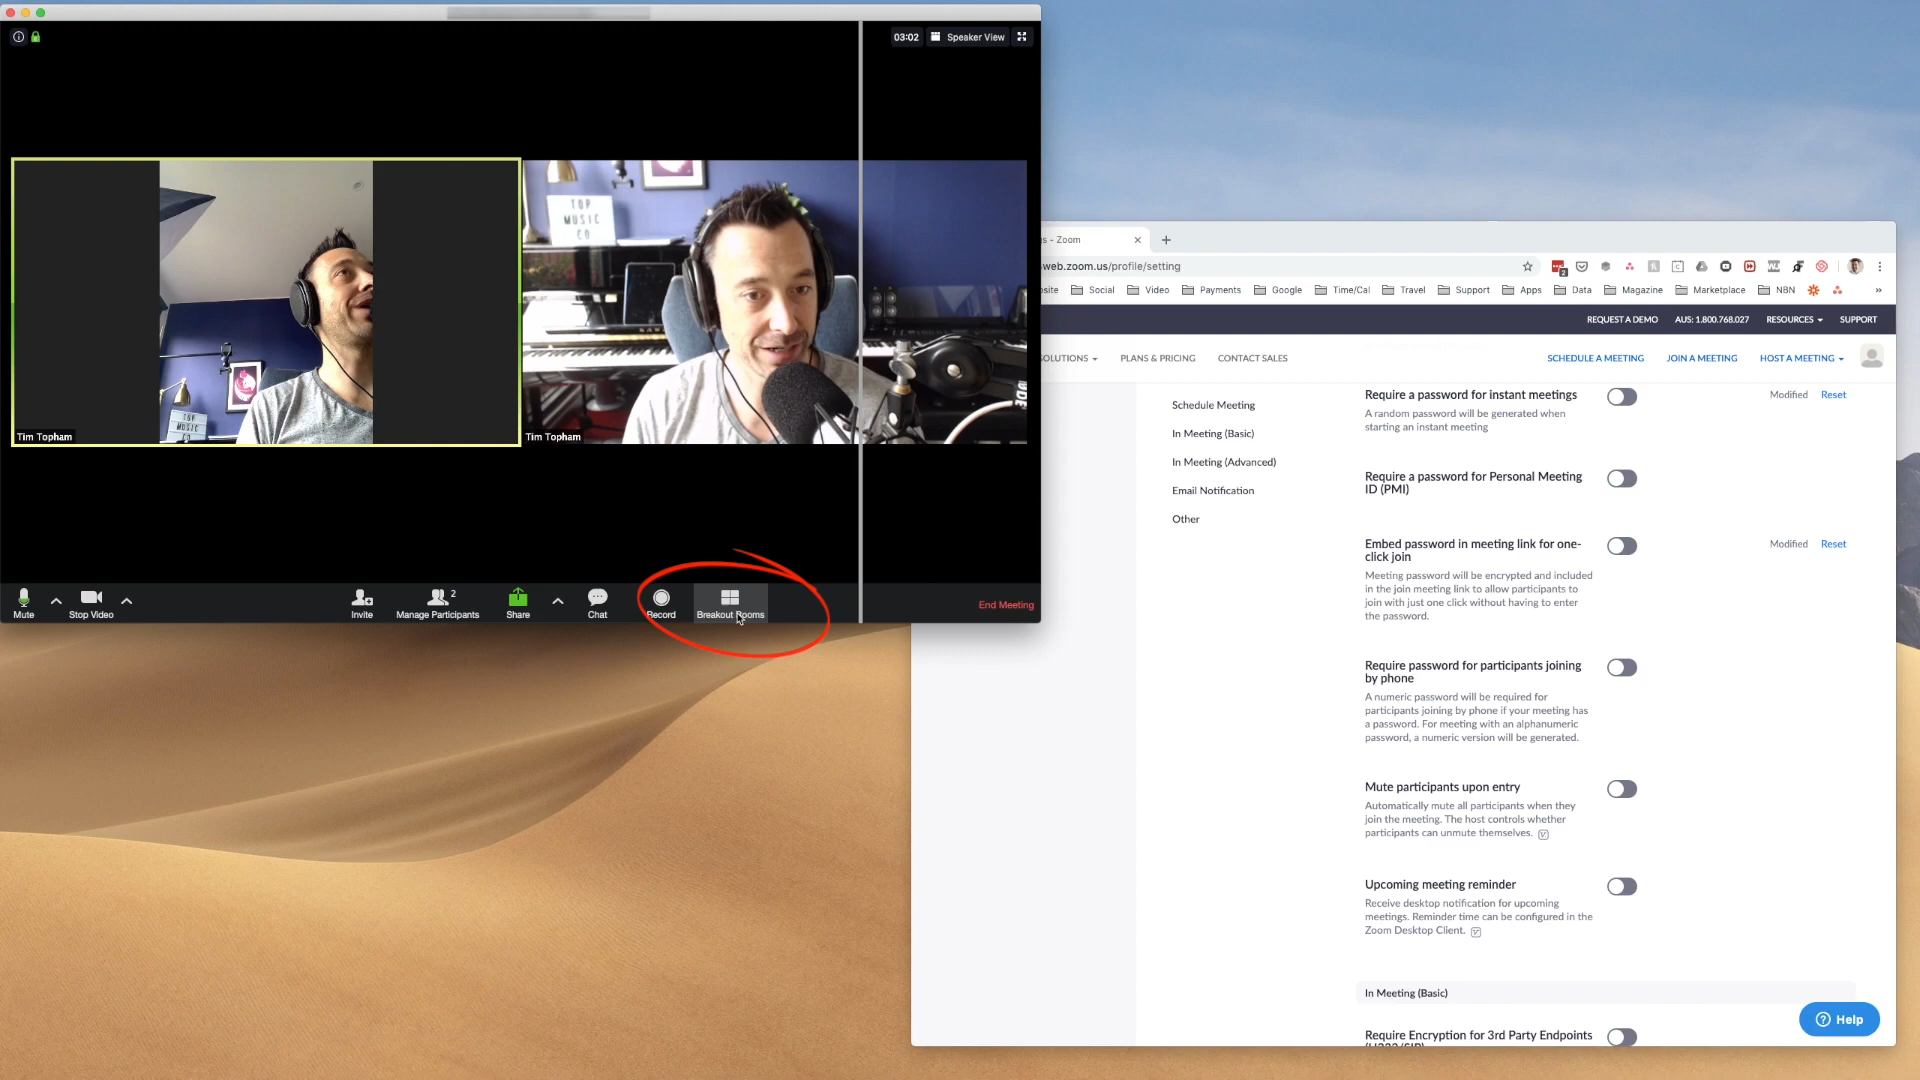 03:02
Speaker View
TOP
MUSIC
CO
TOP
MUSIC
CO
Tim Topham
Tim Topham
Mute
Stop Video
Invite
2
Manage Participants
Share
Chat
Record
Breakout Rooms
End Meeting
s - Zoom
web.zoom.us/profile/setting
2
Social
Video
Payments
Google
Time/Cal
Travel
Support
Apps
Data
Magazine
Marketplace
NBN
REQUEST A DEMO
AUS: 1.800.768.027
RESOURCES
SUPPORT
OLUTIONS
PLANS & PRICING
CONTACT SALES
SCHEDULE A MEETING
JOIN A MEETING
HOST A MEETING
Schedule Meeting
In Meeting (Basic)
In Meeting (Advanced)
Email Notification
Other
Require a password for instant meetings
Modified
Reset
A random password will be generated when
starting an instant meeting
Require a password for Personal Meeting
ID (PMI)
Embed password in meeting link for one-
click join
Modified
Reset
Meeting password will be encrypted and included
in the join meeting link to allow participants to
join with just one click without having to enter
the password.
Require password for participants joining
by phone
A numeric password will be required for
participants joining by phone if your meeting has
a password. For meeting with an alphanumeric
password, a numeric version will be generated.
Mute participants upon entry
Automatically mute all participants when they
join the meeting. The host controls whether
participants can unmute themselves.
Upcoming meeting reminder
Receive desktop notification for upcoming
meetings. Reminder time can be configured in the
Zoom Desktop Client.
In Meeting (Basic)
Require Encryption for 3rd Party Endpoints
(H323/SIP)
Help